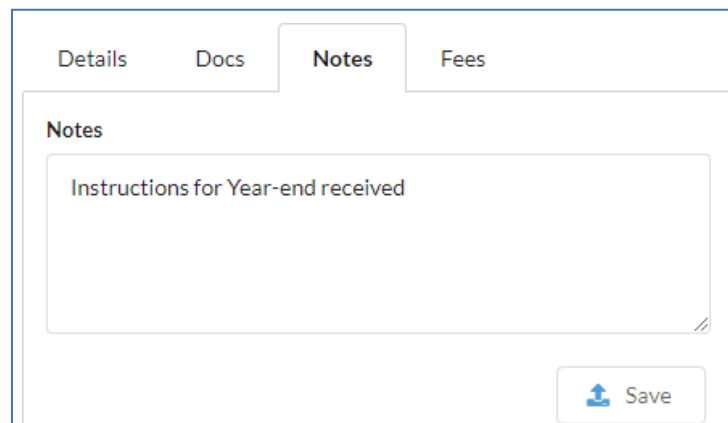 Details Docs Notes Fees
Notes
Instructions for Year-end received
Save